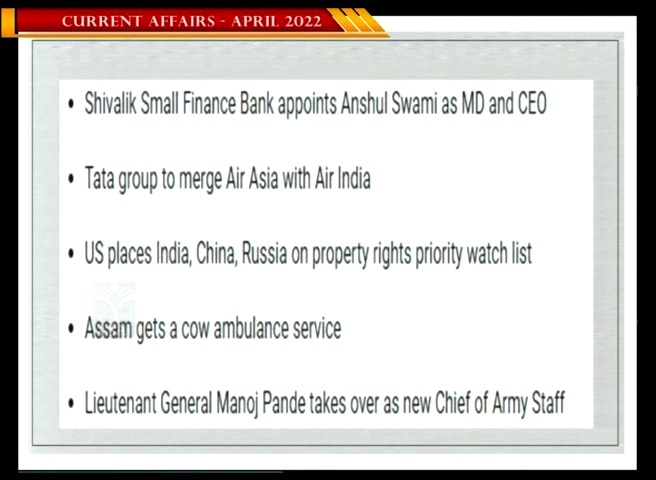 CURRENT AFFAIRS - APRIL 2022
• Shivalik Small Finance Bank appoints Anshul Swami as MD and CEO
• Tata group to merge Air Asia with Air India
• US places India, China, Russia on property rights priority watch list
• Assam gets a cow ambulance service
• Lieutenant General Manoj Pande takes over as new Chief of Army Staff